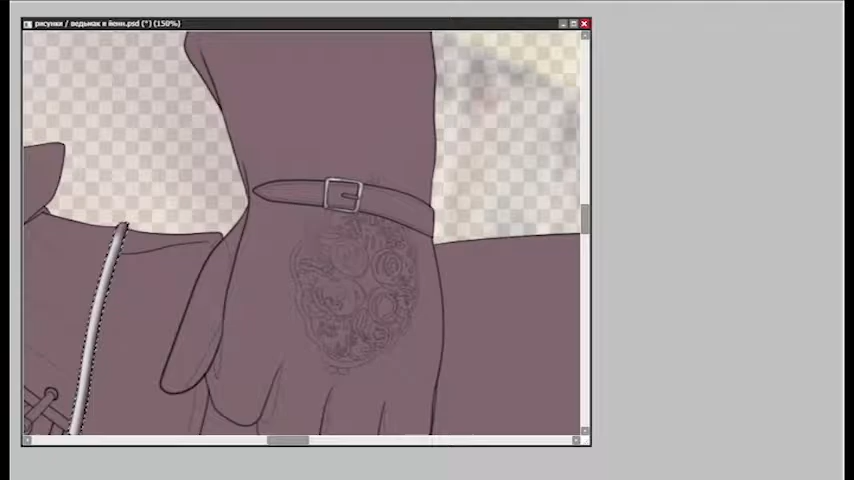 рисунки / ведьмак в йенн.psd (*) (150%)